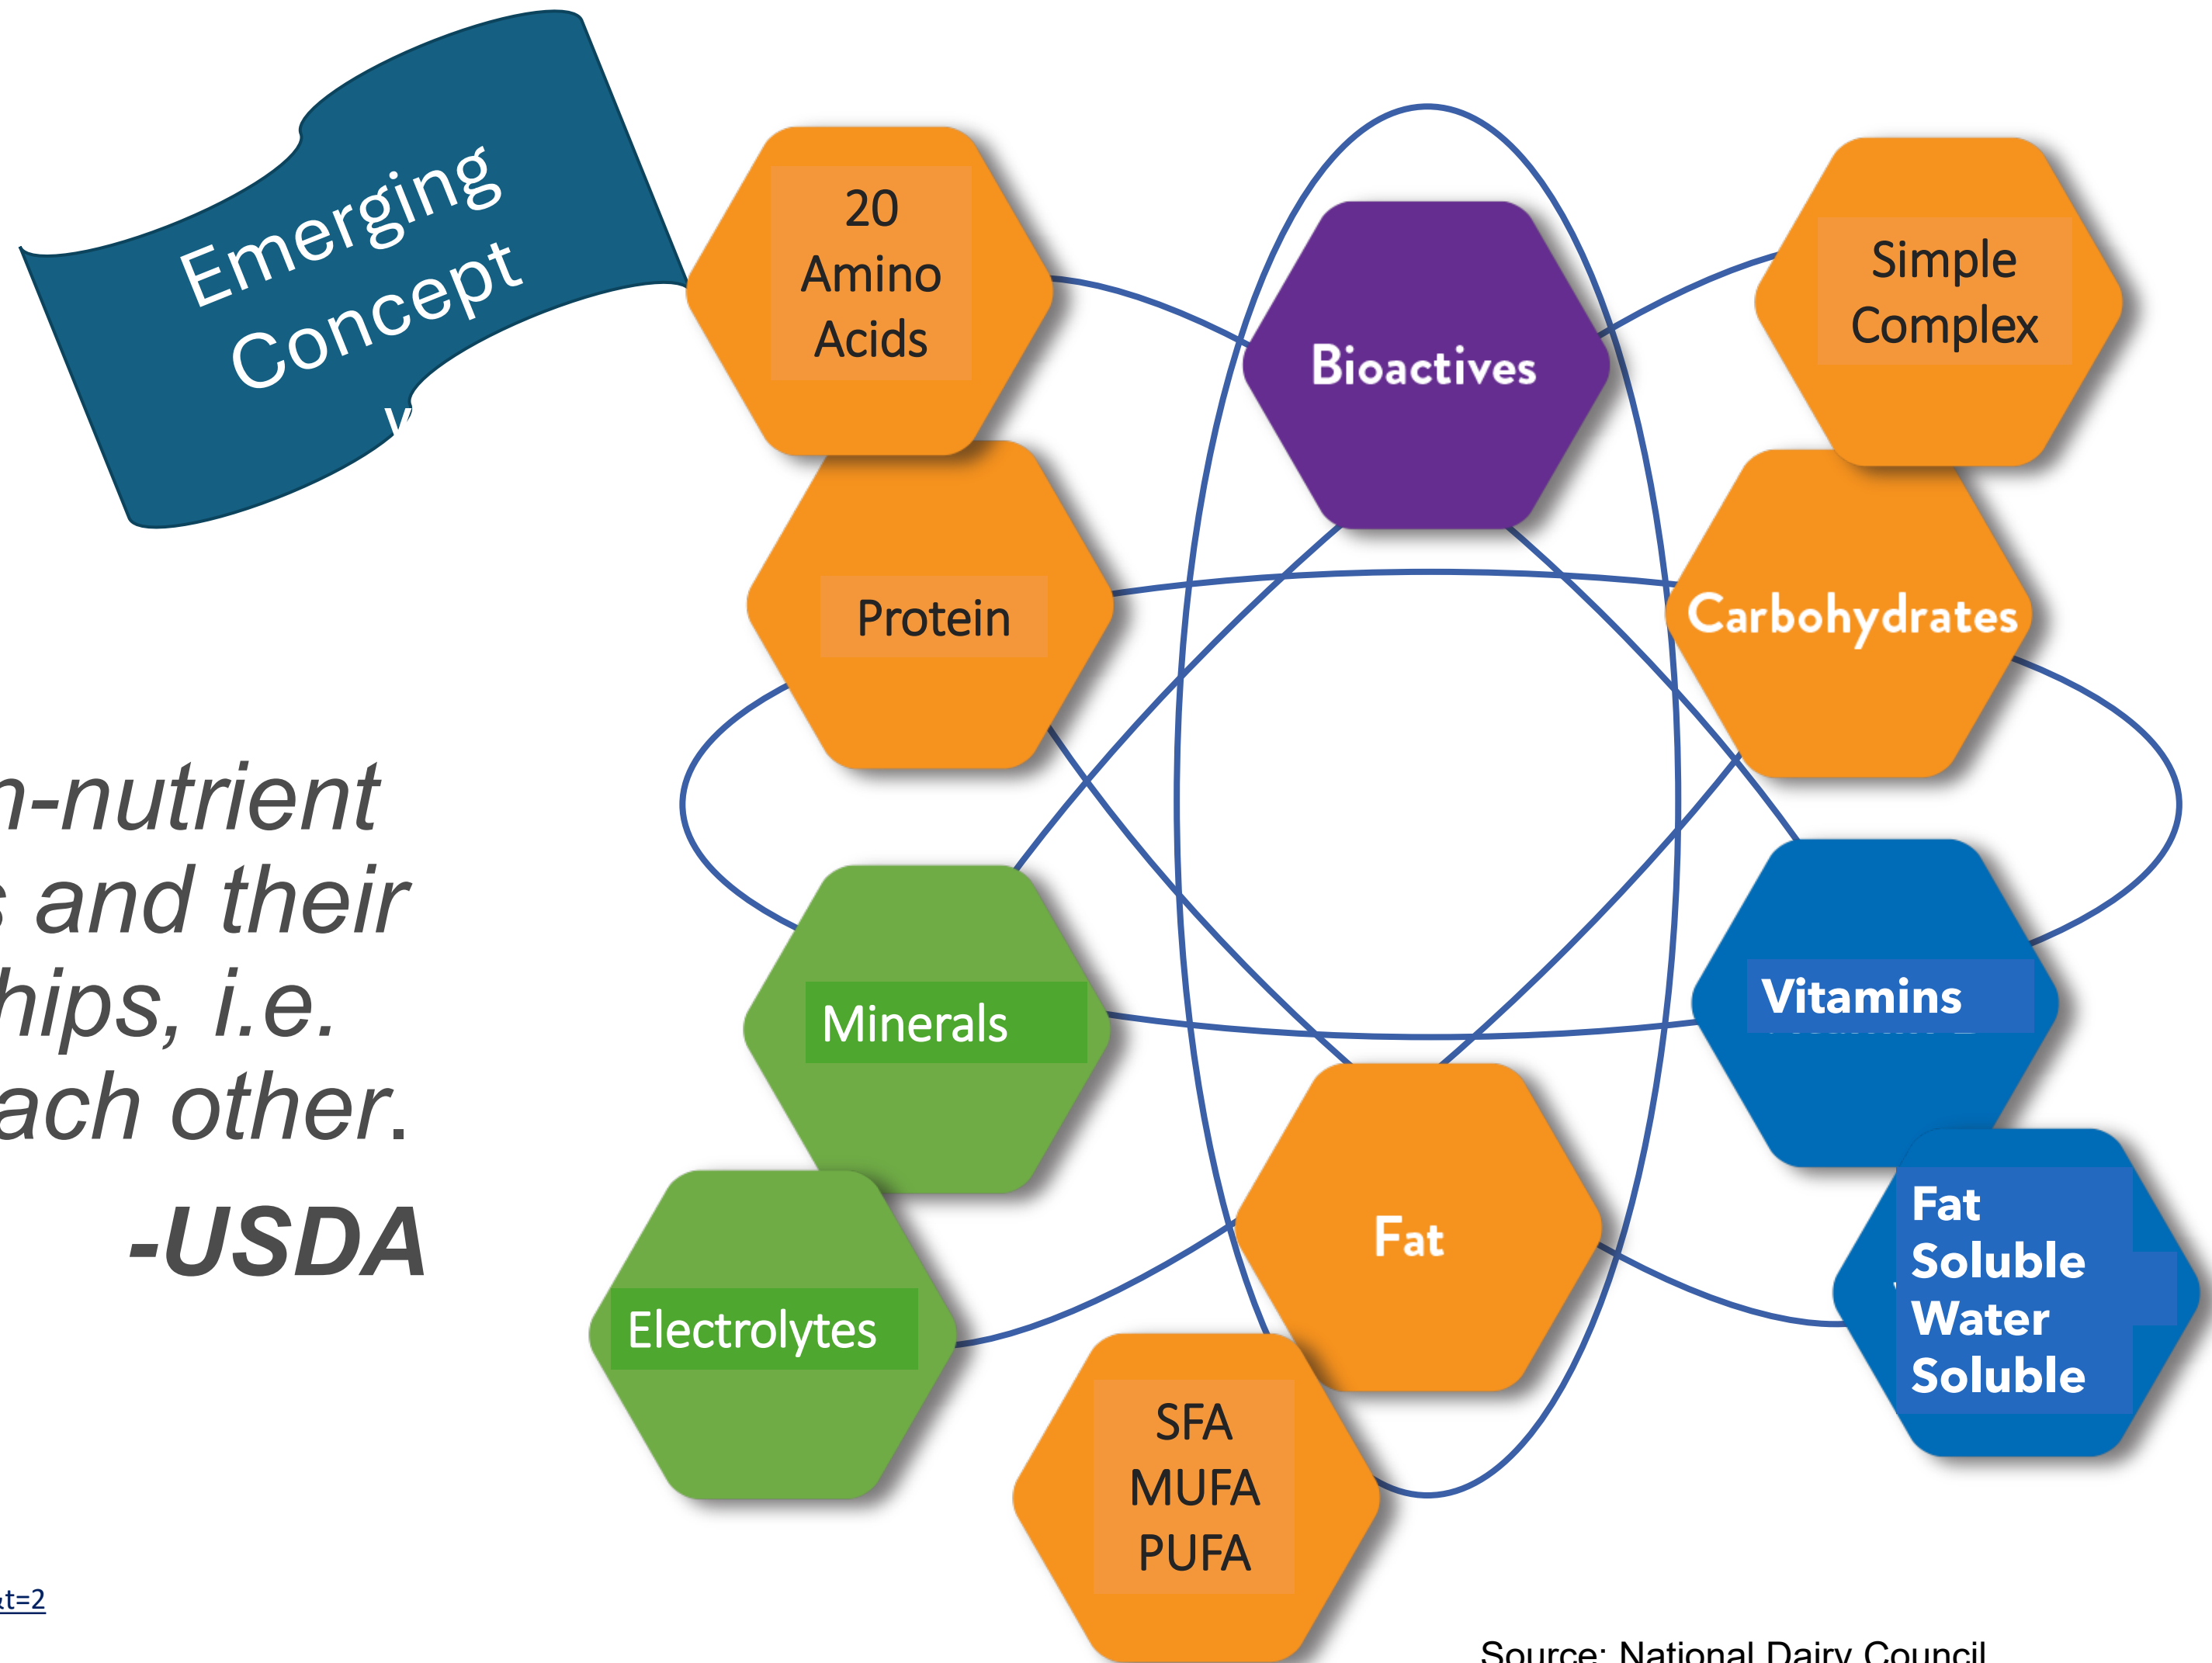 Emerging
Concept
20
Amino
Acids
Bioactives
Simple
Complex
Protein
Carbohydrates
n-nutrient
s and their
hips, i.e.
ach other.
-USDA
Minerals
Vitamins
Fat
Electrolytes
Fat
Soluble
Water
Soluble
SFA
MUFA
PUFA
&t=2
Source: National Dairy Council